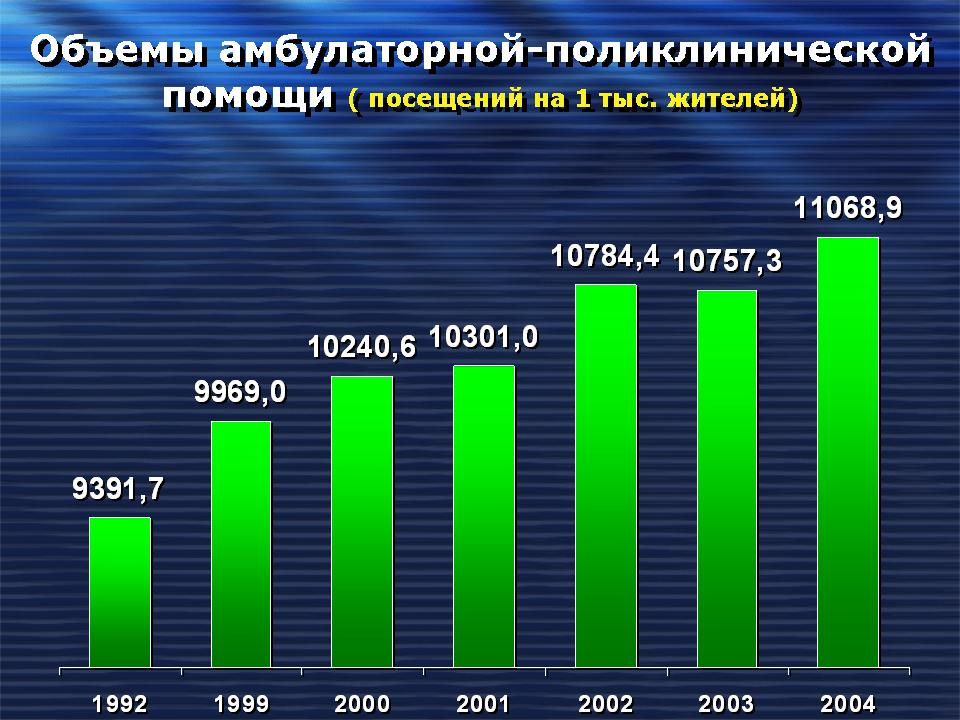 Объемы амбулаторной-поликлинической
помощи ( посещений на 1 тыс. жителей)
11068,9
10784,4 10757,3
10240,6 10301,0
9969,0
9391,7
1992 1999 2000 2001 2002 2003 2004